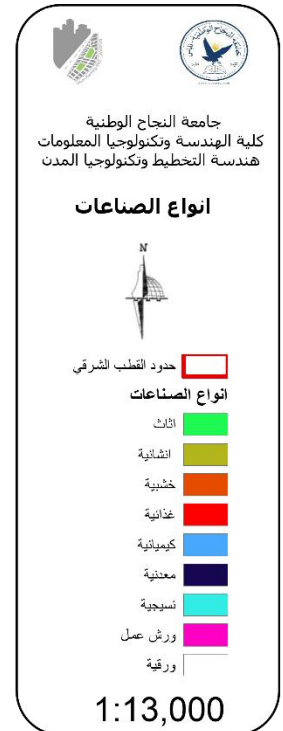 جامعة النجاح الوطنية
كلية الهندسة وتكنولوجيا المعلومات
هندسة التخطيط وتكنولوجيا المدن
انواع الصناعات
N
حدود القطب الشرقي
انواع الصناعات
اثاث
انشائية
خشبية
غذائية
كيميائية
معدنية
نسيجية
ورش عمل
ورقية
1:13,000